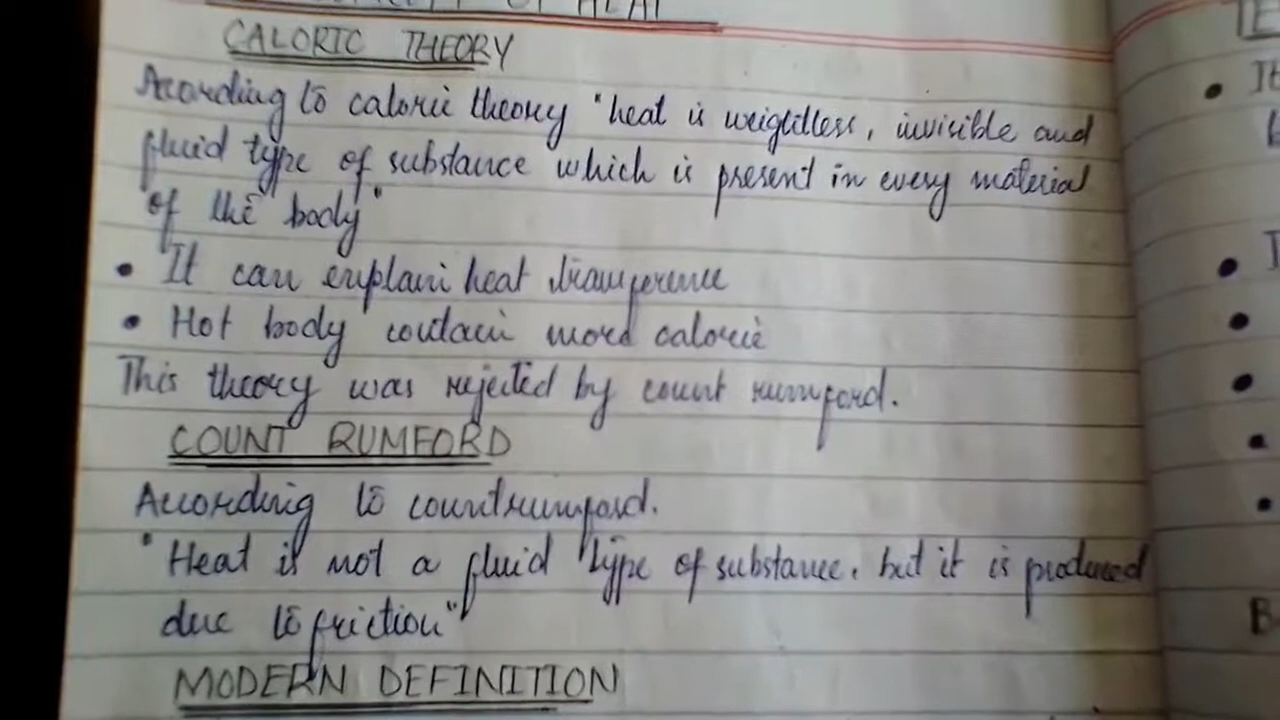 OF HEAT
CALORIC THEORY
According to caloric theory "heat is weightless, invisible and
fluid type of substance which is present in every material
of the body"
• It can explain heat transference
• Hot body contain more caloric
This theory was rejected by count rumford.
COUNT RUMFORD
According to countrumford.
"Heat is not a fluid type of substance. but it is produced
due to friction"
MODERN DEFINITION